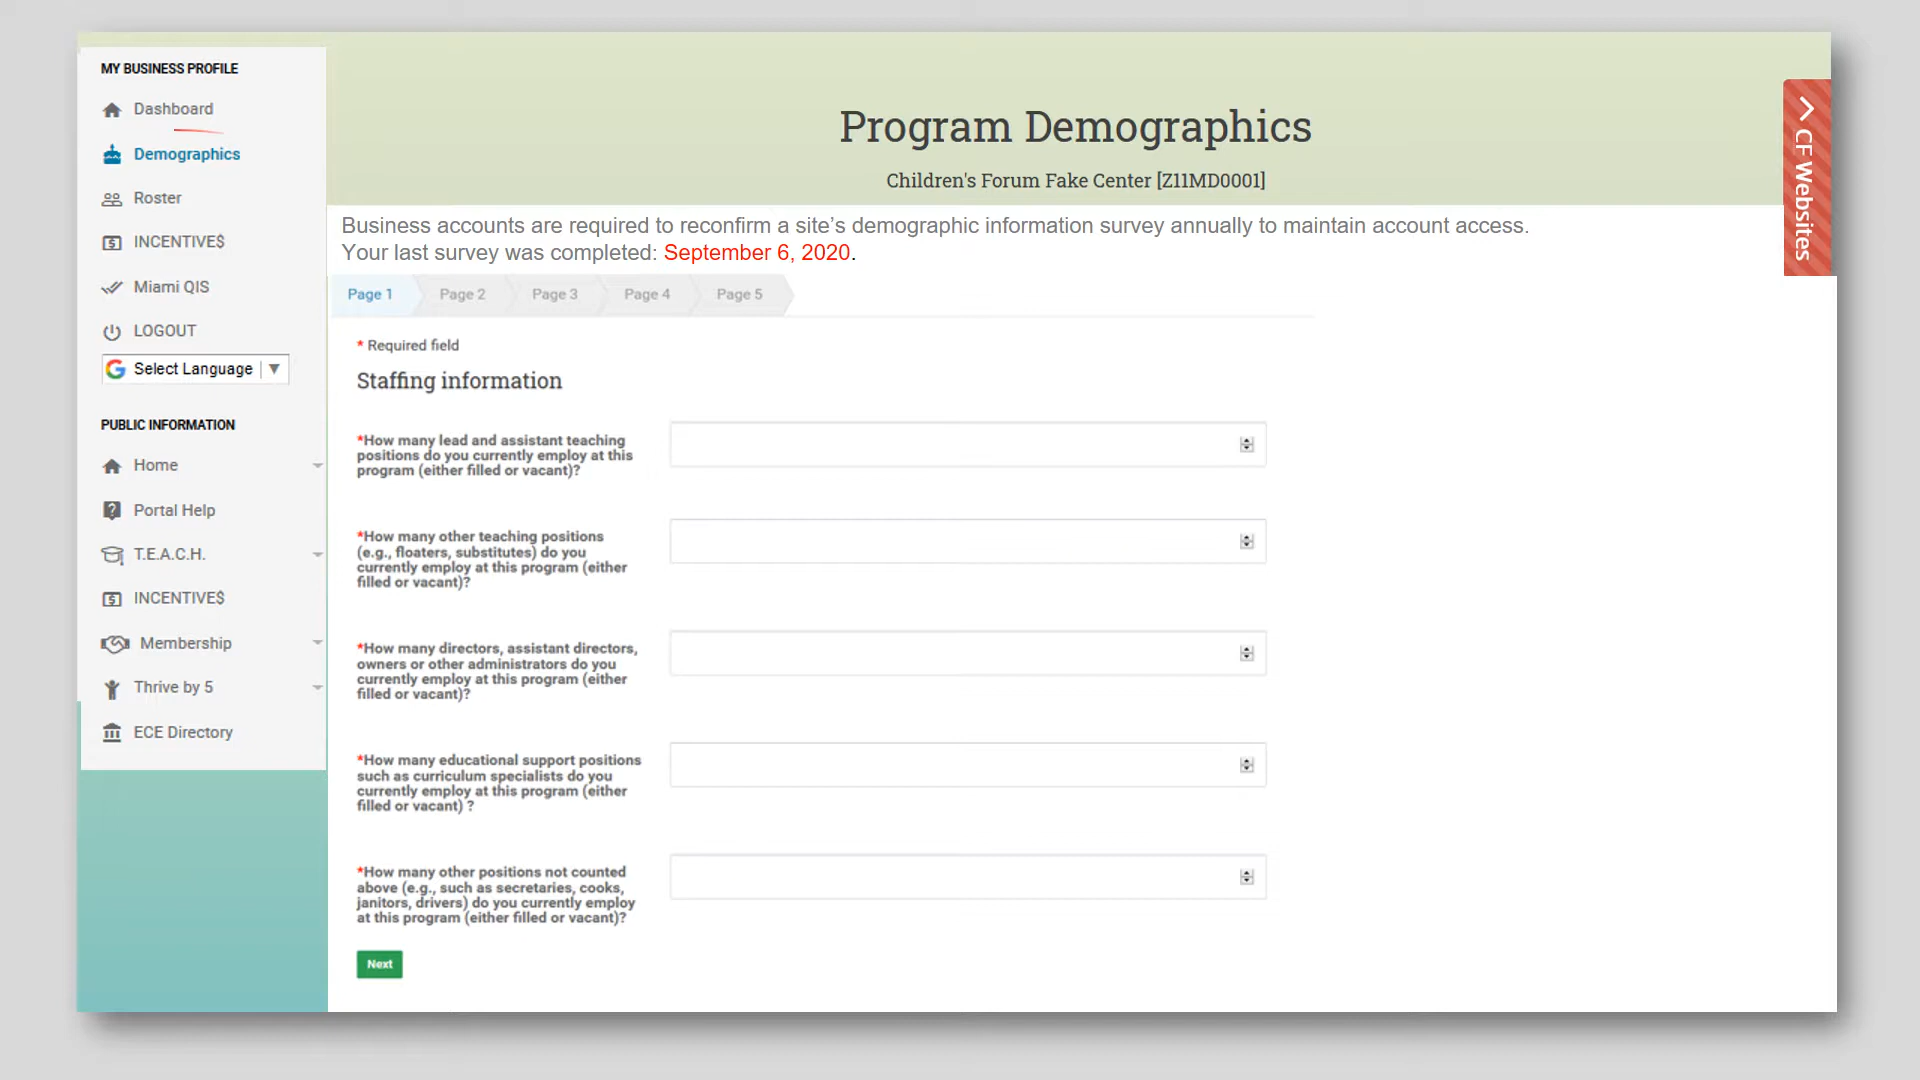 MY BUSINESS PROFILE
Dashboard
Demographics
Roster
INCENTIVE$
Miami QIS
LOGOUT
Select Language
PUBLIC INFORMATION
Home
Portal Help
T.E.A.C.H.
INCENTIVE$
Membership
Thrive by 5
ECE Directory
Program Demographics
Children's Forum Fake Center [Z11MD0001]
CF Websites
Business accounts are required to reconfirm a site’s demographic information survey annually to maintain account access.
Your last survey was completed: September 6, 2020.
Page 1 Page 2 Page 3 Page 4 Page 5
* Required field
Staffing information
*How many lead and assistant teaching
positions do you currently employ at this
program (either filled or vacant)?
*How many other teaching positions
(e.g., floaters, substitutes) do you
currently employ at this program (either
filled or vacant)?
*How many directors, assistant directors,
owners or other administrators do you
currently employ at this program (either
filled or vacant)?
*How many educational support positions
such as curriculum specialists do you
currently employ at this program (either
filled or vacant) ?
*How many other positions not counted
above (e.g., such as secretaries, cooks,
janitors, drivers) do you currently employ
at this program (either filled or vacant)?
Next